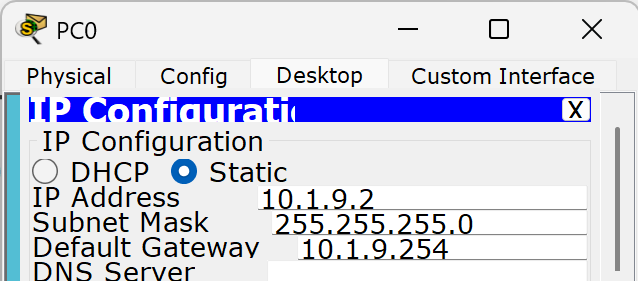 PC0
Physical Config Desktop Custom Interface
IP Configurati X
IP Configuration
DHCP Static
IP Address 10.1.9.2
Subnet Mask 255.255.255.0
Default Gateway 10.1.9.254
DNS Server